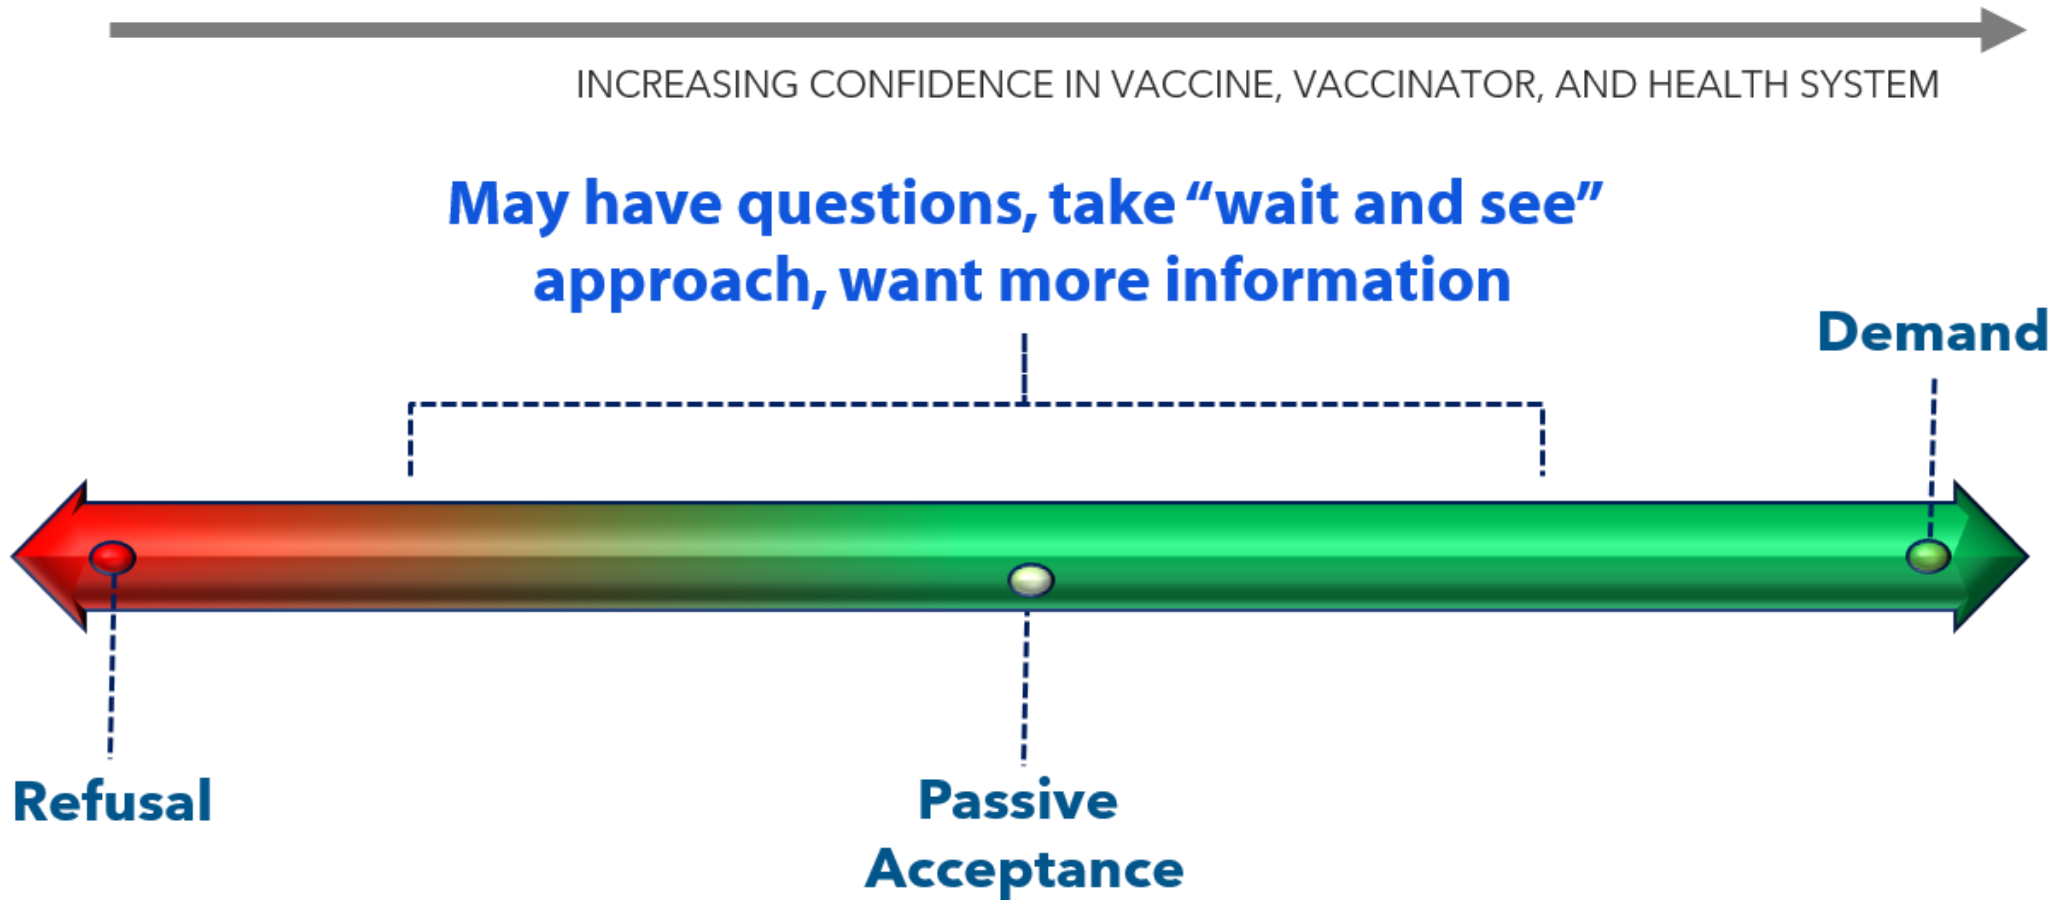 INCREASING CONFIDENCE IN VACCINE, VACCINATOR, AND HEALTH SYSTEM
May have questions, take “wait and see”
approach, want more information
Demand
Refusal
Passive
Acceptance